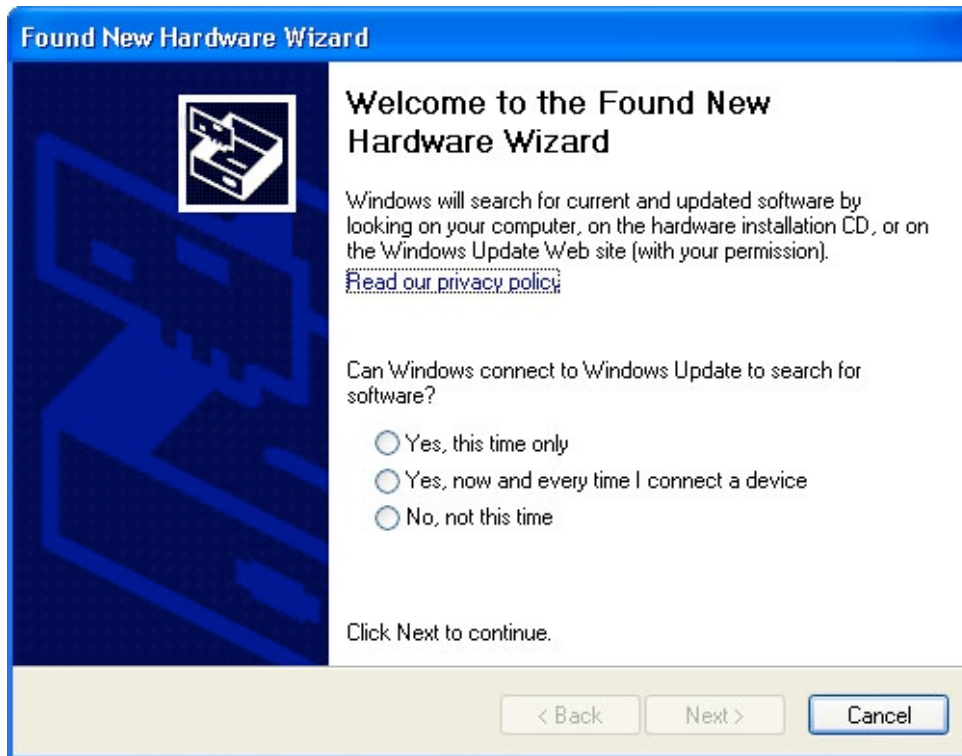 Found New Hardware Wizard
Welcome to the Found New
Hardware Wizard
Windows will search for current and updated software by
looking on your computer, on the hardware installation CD, or on
the Windows Update Web site (with your permission).
Read our privacy policy
Can Windows connect to Windows Update to search for
software?
Yes, this time only
Yes, now and every time I connect a device
No, not this time
Click Next to continue.
< Back
Next >
Cancel